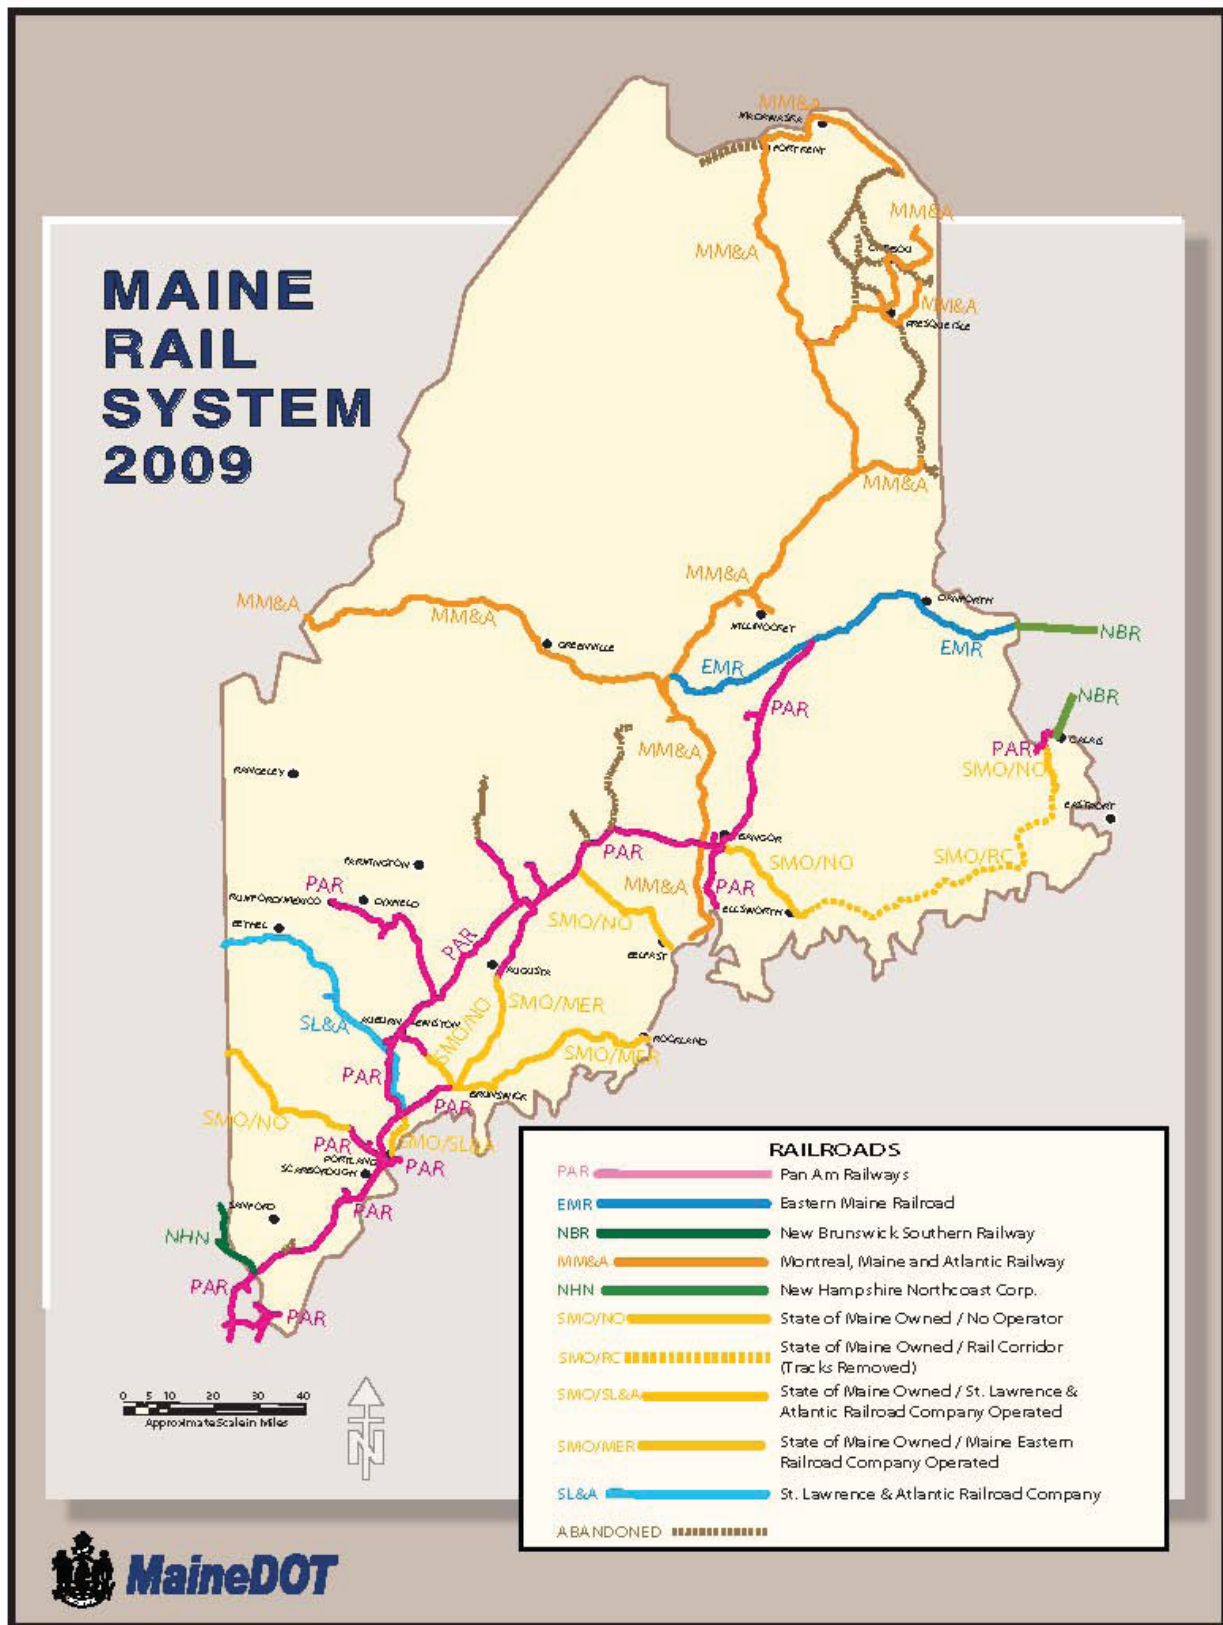 MAINE
RAIL
SYSTEM
2009
MM&A
MADAWASKA
FORT KENT
MM&A
MM&A
CARIBOU
MM&A
PRESQUE ISLE
MM&A
MM&A
MM&A
MM&A
MILLINOCKET
DANFORTH
NBR
GREENVILLE
EMR
EMR
NBR
PAR
MM&A
PAR
CALAIS
SMO/NO
RANGELEY
EASTPORT
BANGOR
PAR
SMO/NO
SMO/RC
FARMINGTON
PAR
MM&A
PAR
RUMFORD/MEXICO
DIXFIELD
ELLSWORTH
SMO/NO
BETHEL
PAR
BELFAST
AUGUSTA
SMO/NO
SMO/MER
SL&A
AUBURN
LEWISTON
ROCKLAND
SMO/MER
PAR
BRUNSWICK
PAR
SMO/NO
PAR
SMO/SL&A
PORTLAND
SCARBOROUGH
PAR
SANFORD
PAR
NHN
PAR
PAR
RAILROADS
PAR Pan Am Railways
EMR Eastern Maine Railroad
NBR New Brunswick Southern Railway
MM&A Montreal, Maine and Atlantic Railway
NHN New Hampshire Northcoast Corp.
SMO/NO State of Maine Owned / No Operator
SMO/RC State of Maine Owned / Rail Corridor
(Tracks Removed)
SMO/SL&A State of Maine Owned / St. Lawrence &
Atlantic Railroad Company Operated
SMO/MER State of Maine Owned / Maine Eastern
Railroad Company Operated
SL&A St. Lawrence & Atlantic Railroad Company
ABANDONED
0 5 10 20 30 40
Approximate Scale in Miles
N
MaineDOT